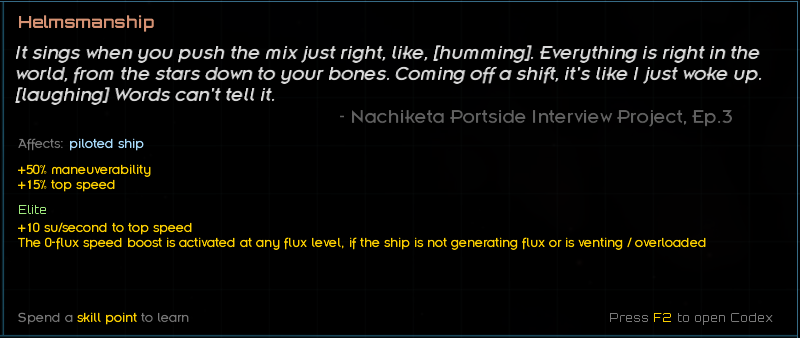 Helmsmanship
It sings when you push the mix just right, like, [humming]. Everything is right in the
world, from the stars down to your bones. Coming off a shift, it's like I just woke up.
[laughing] Words can't tell it.
- Nachiketa Portside Interview Project, Ep.3
Affects: piloted ship
+50% maneuverability
+15% top speed
Elite
+10 su/second to top speed
The 0-flux speed boost is activated at any flux level, if the ship is not generating flux or is venting / overloaded
Spend a skill point to learn
Press F2 to open Codex